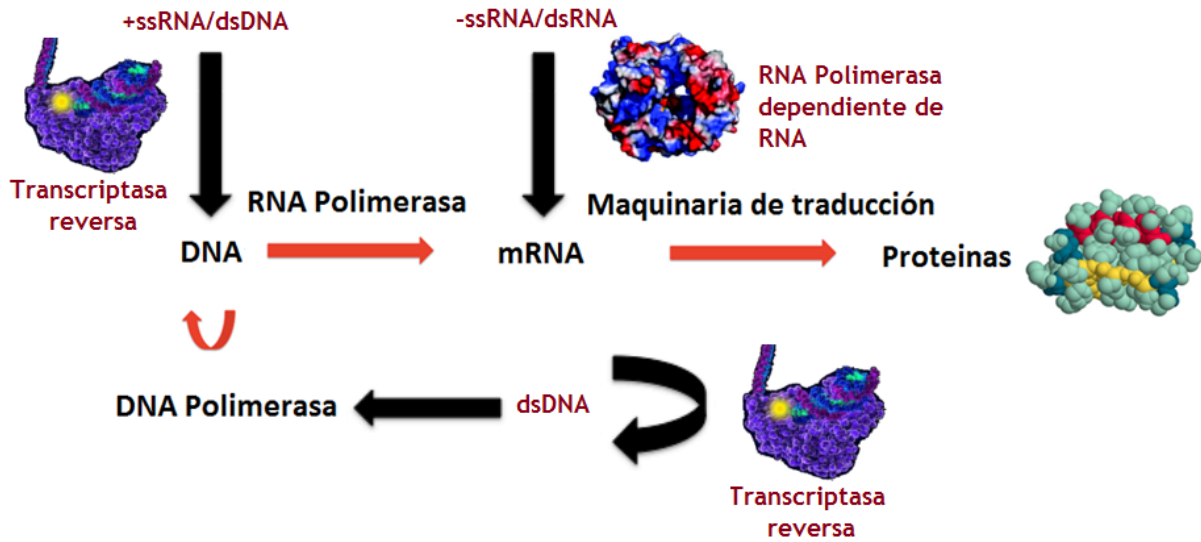 +ssRNA/dsDNA
-ssRNA/dsRNA
RNA Polimerasa
dependiente de
RNA
Transcriptasa
reversa
RNA Polimerasa
Maquinaria de traducción
DNA
mRNA
Proteinas
DNA Polimerasa
dsDNA
Transcriptasa
reversa